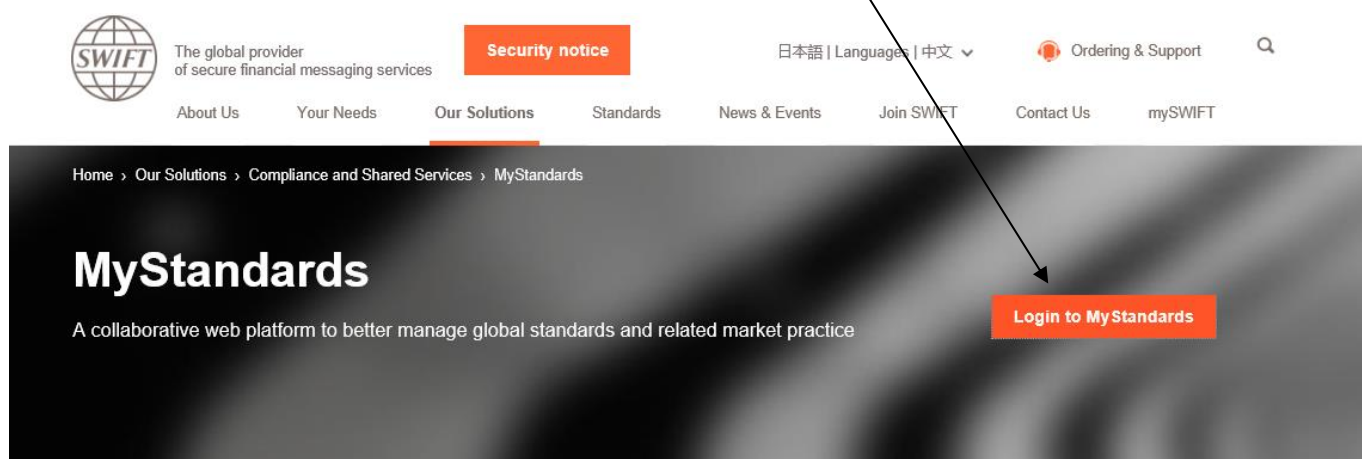 SWIFT
The global provider
of secure financial messaging services
Security notice
日本語 | Languages | 中文
Ordering & Support
About Us Your Needs Our Solutions Standards News & Events Join SWIFT Contact Us mySWIFT
Home › Our Solutions › Compliance and Shared Services › MyStandards
MyStandards
A collaborative web platform to better manage global standards and related market practice
Login to MyStandards